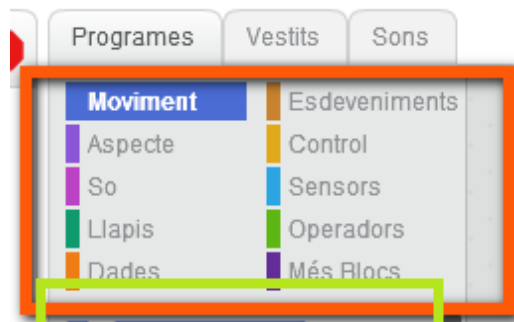 Programes Vestits Sons
Moviment Esdeveniments
Aspecte Control
So Sensors
Llapis Operadors
Dades Més Blocs